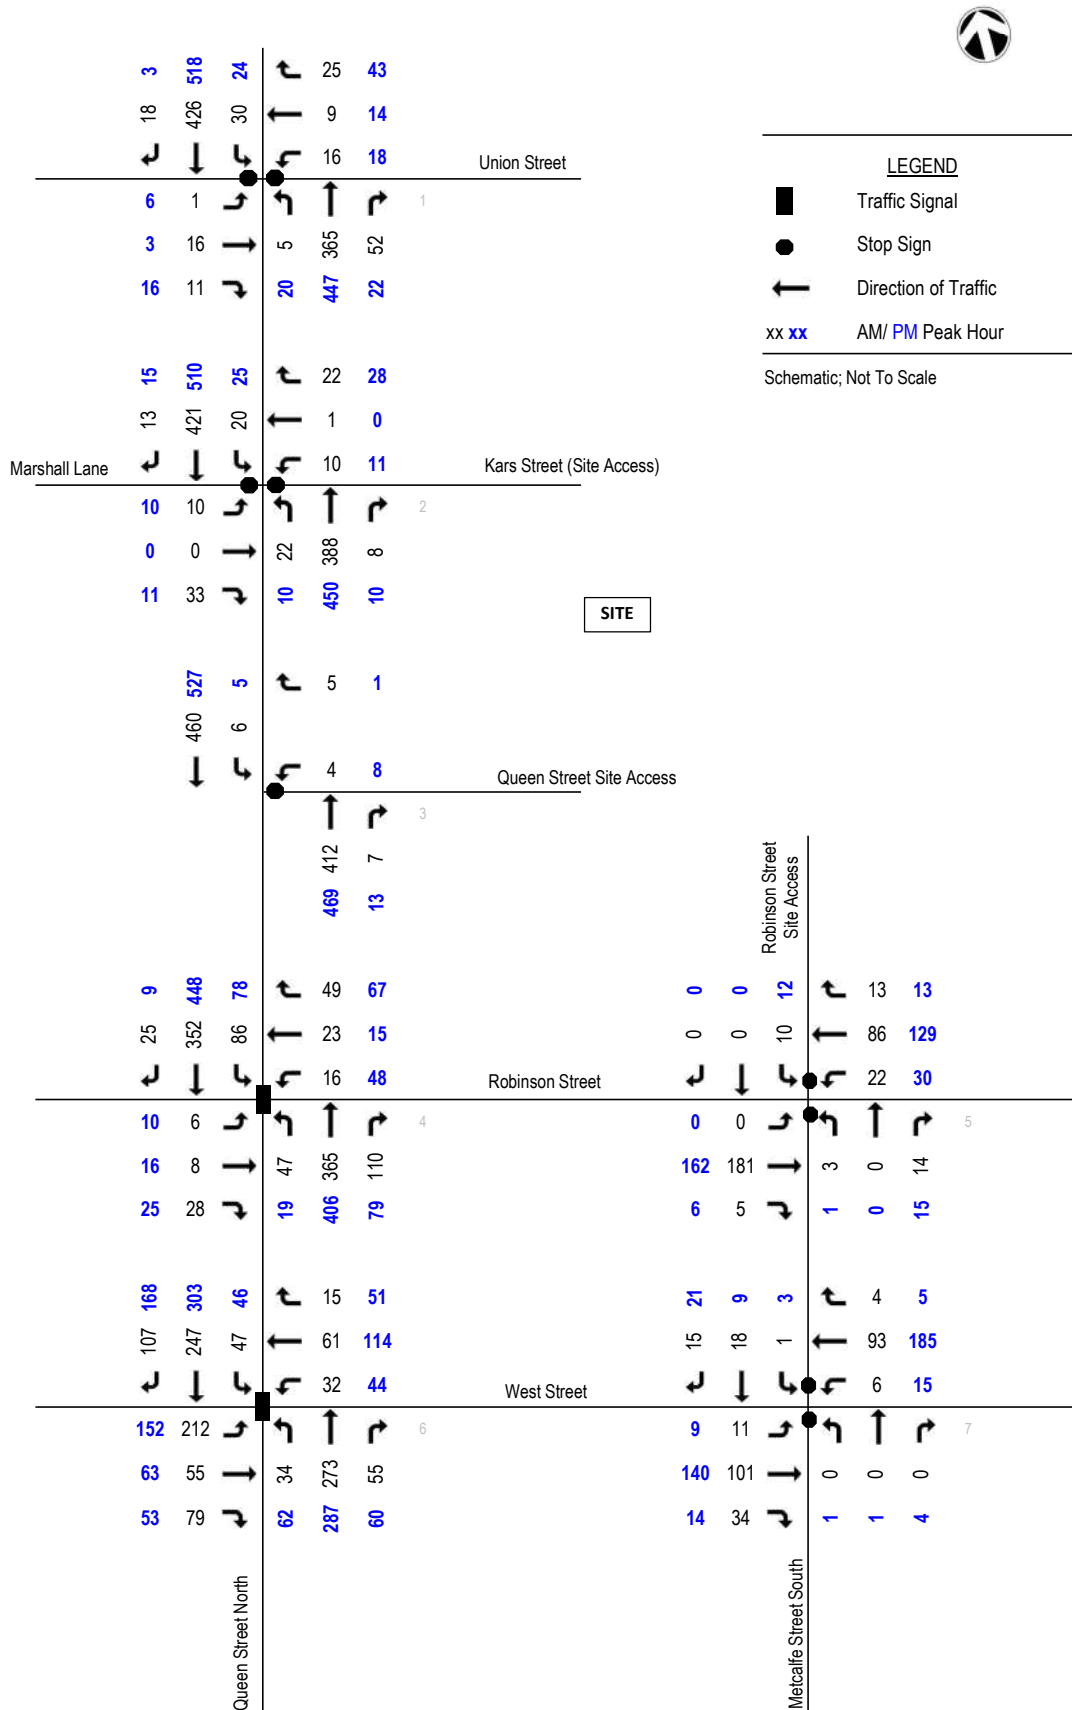 3 518 24 25 43
18 426 30 9 14
16 18
Union Street
LEGEND
Traffic Signal
Stop Sign
Direction of Traffic
xx xx AM/ PM Peak Hour
Schematic; Not To Scale
6 1 1
3 16 5 365 52
16 11 20 447 22
15 510 25 22 28
13 421 20 1 0
Marshall Lane 10 11 Kars Street (Site Access)
10 10 2
0 0 22 388 8
11 33 10 450 10
SITE
527 5 5 1
460 6
4 8 Queen Street Site Access
3
412 7
469 13
Robinson Street
Site Access
9 448 78 49 67
25 352 86 23 15
16 48 Robinson Street
10 6 4
16 8 47 365 110
25 28 19 406 79
0 0 12 13 13
0 0 10 86 129
22 30
0 0 5
162 181 3 0 14
6 5 1 0 15
168 303 46 15 51
107 247 47 61 114
32 44 West Street
152 212 6
63 55 34 273 55
53 79 62 287 60
21 9 3 4 5
15 18 1 93 185
6 15
9 11 7
140 101 0 0 0
14 34 1 1 4
Queen Street North
Metcalfe Street South